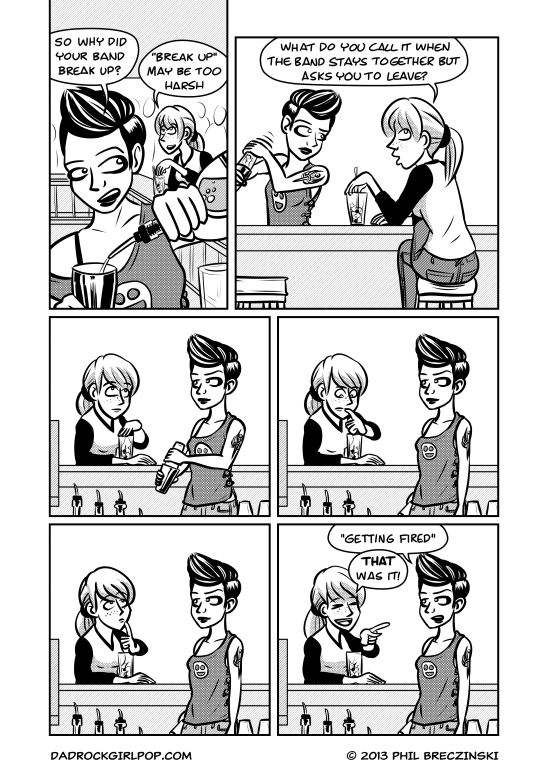 SO WHY DID
YOUR BAND
BREAK UP?
"BREAK UP"
MAY BE TOO
HARSH
WHAT DO YOU CALL IT WHEN
THE BAND STAYS TOGETHER BUT
ASKS YOU TO LEAVE?
"GETTING FIRED"
THAT
WAS IT!
DADROCKGIRLPOP.COM
© 2013 PHIL BRECZINSKI